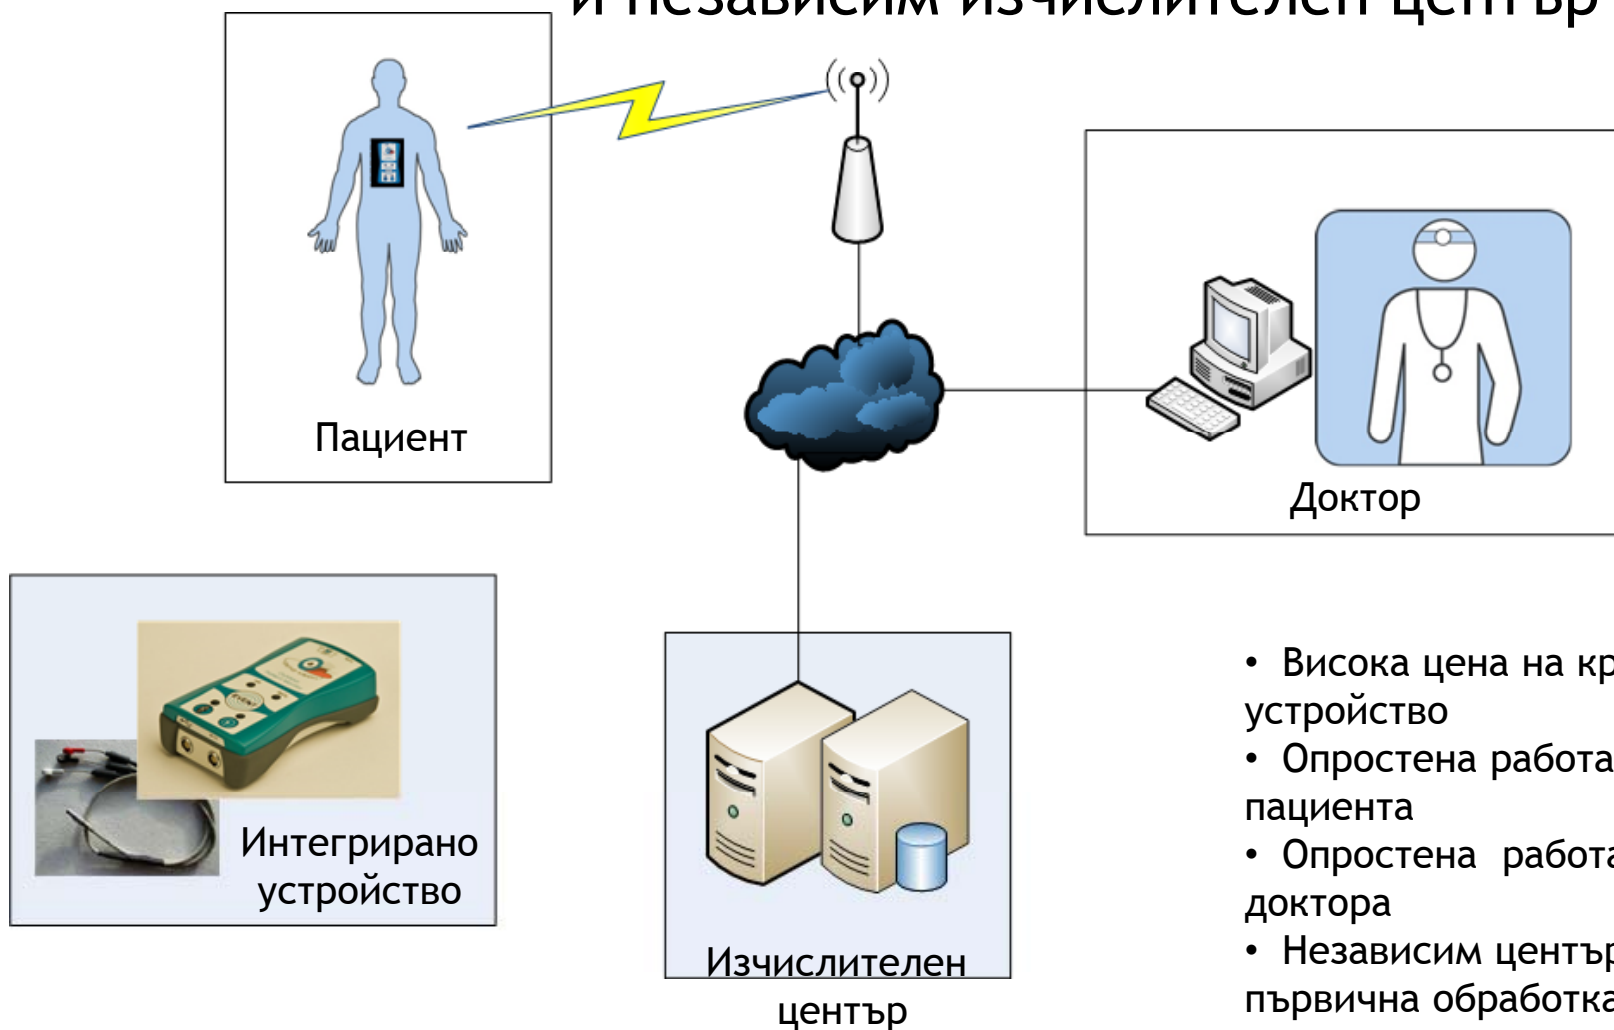 и независим изчислителен център
Пациент
Доктор
Интегрирано
устройство
EVENT
Изчислителен
център
• Висока цена на
устройство
• Опростена работа
пациента
• Опростена работа
доктора
• Независим център
първична обработка